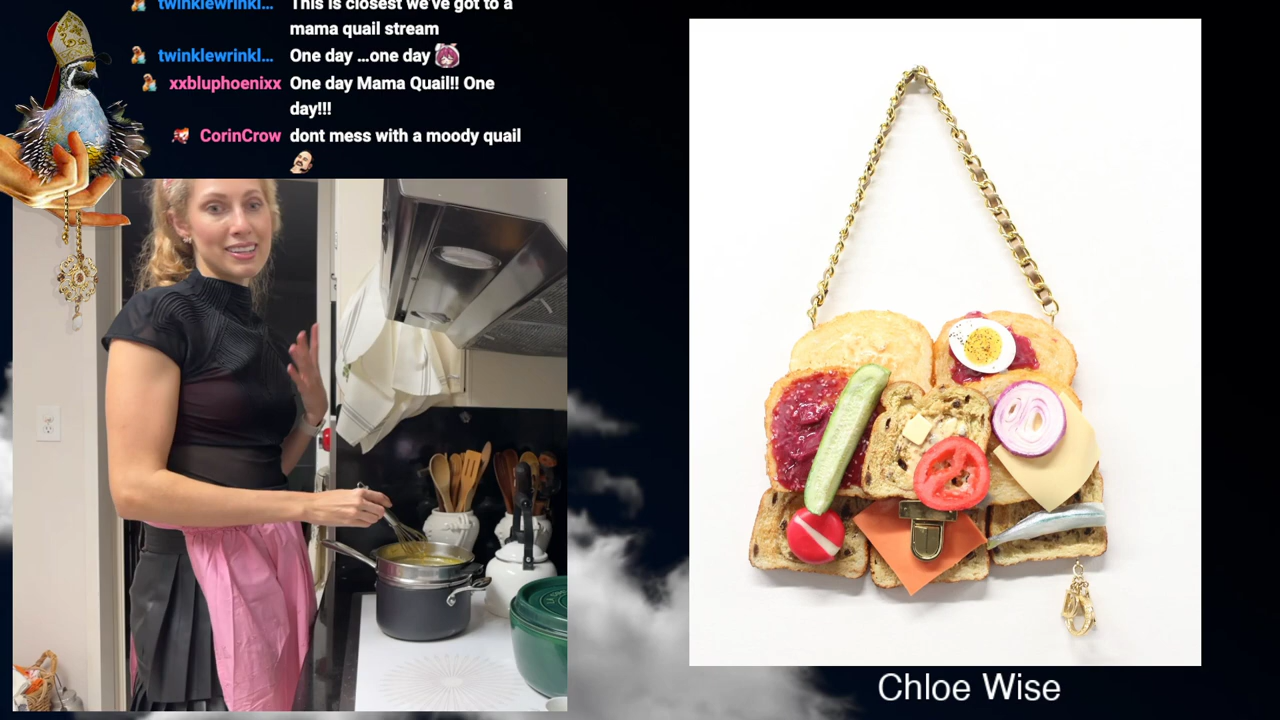 twinklewrinkl... This is closest we've got to a
mama quail stream
twinklewrinkl... One day ...one day
xxbluphoenixx One day Mama Quail!! One
day!!!
CorinCrow dont mess with a moody quail
Chloe Wise